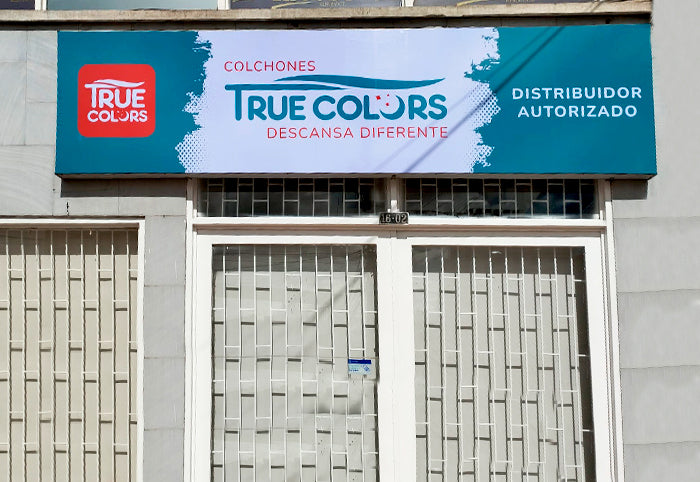 TRUE
COLORS
COLCHONES
TRUE COLORS
DESCANSA DIFERENTE
DISTRIBUIDOR
AUTORIZADO
16-02